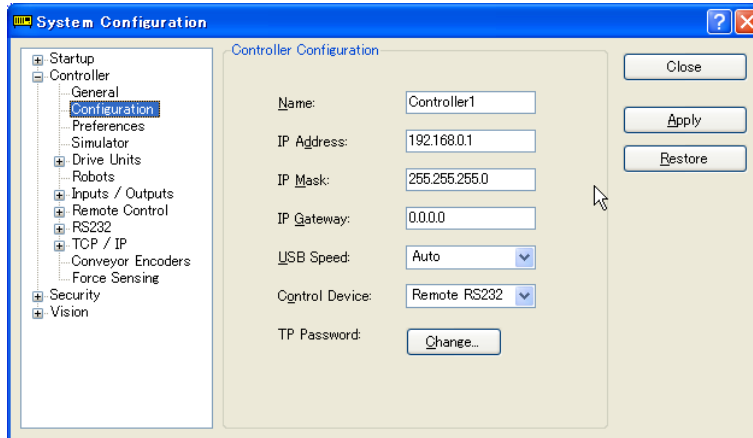 System Configuration
Startup
Controller
General
Configuration
Preferences
Simulator
Drive Units
Robots
Inputs / Outputs
Remote Control
RS232
TCP / IP
Conveyor Encoders
Force Sensing
Security
Vision
Controller Configuration
Name: Controller1
IP Address: 192.168.0.1
IP Mask: 255.255.255.0
IP Gateway: 0.0.0.0
USB Speed: Auto
Control Device: Remote RS232
TP Password: Change...
Close
Apply
Restore